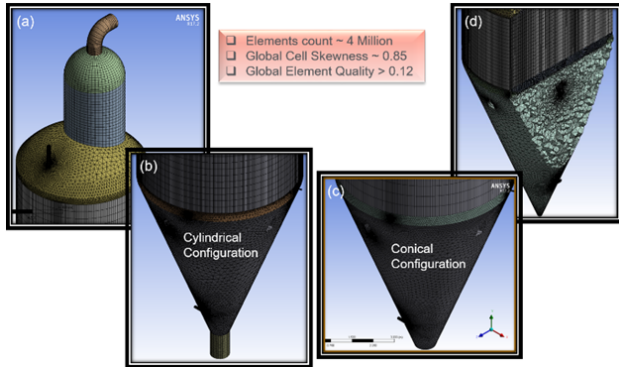 (a)
ANSYS
❑ Elements count ~ 4 Million
❑ Global Cell Skewness ~ 0.85
❑ Global Element Quality > 0.12
(d)
(b)
Cylindrical
Configuration
(c)
ANSYS
Conical
Configuration